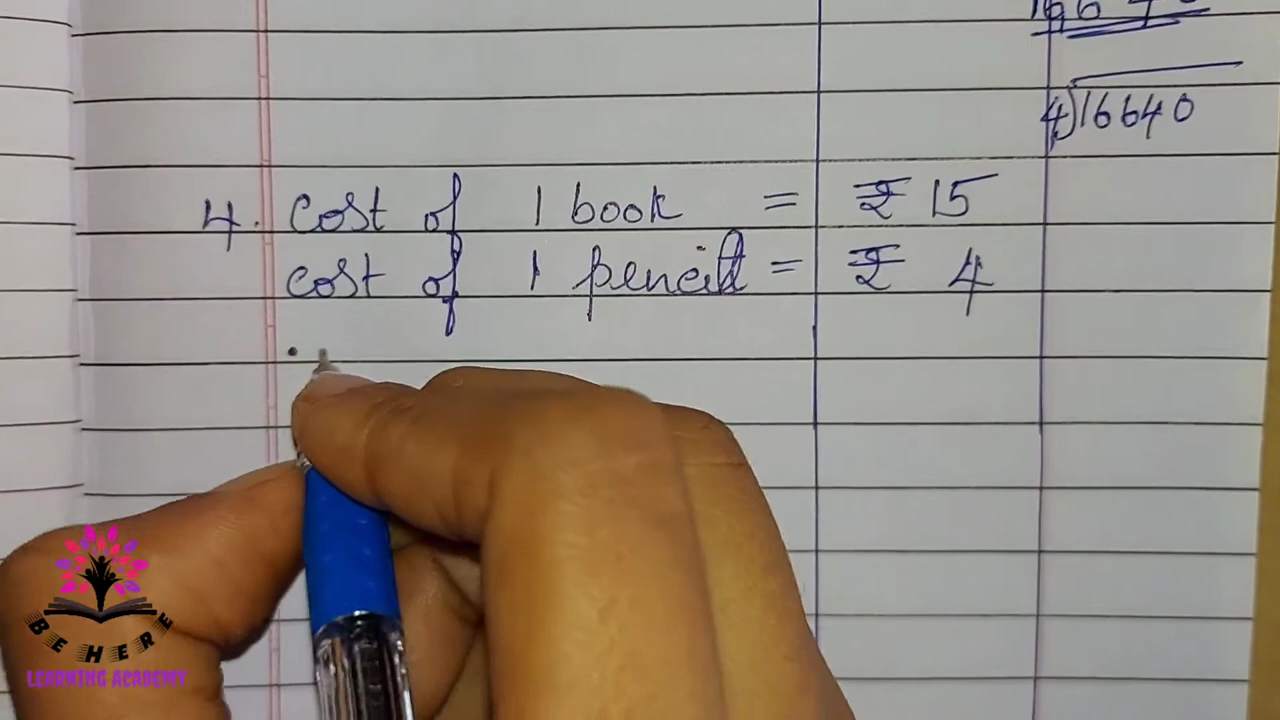 4)16640
4. cost of 1 book = ₹ 15
cost of 1 pencil = ₹ 4
BE HERE
LEARNING ACADEMY